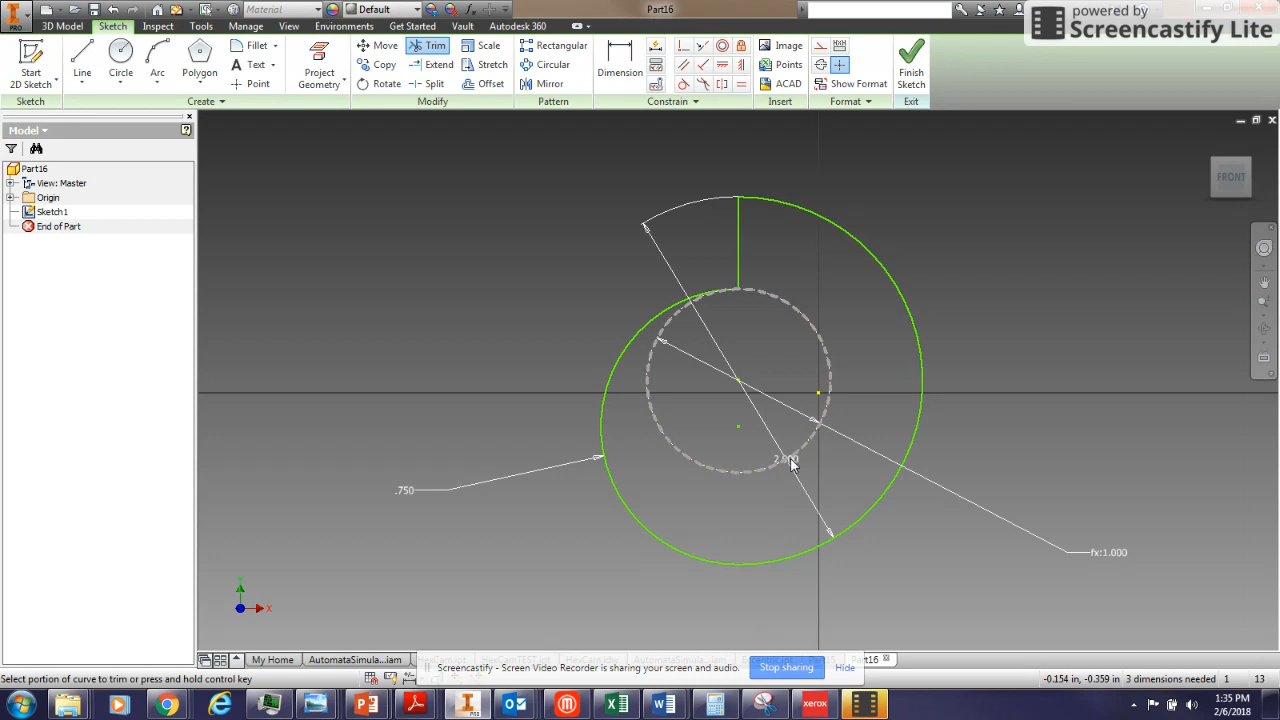 PRO
Material
Default
Part16
powered by
Screencastify Lite
3D Model
Sketch
Inspect
Tools
Manage
View
Environments
Get Started
Vault
Autodesk 360
Start
2D Sketch
Line
Circle
Arc
Polygon
Fillet
Text
Point
Project
Geometry
Move
Copy
Rotate
Trim
Extend
Split
Scale
Stretch
Offset
Rectangular
Circular
Mirror
Dimension
Image
Points
ACAD
Show Format
Finish
Sketch
Sketch
Create
Modify
Pattern
Constrain
Insert
Format
Exit
Model
Part16
View: Master
Origin
Sketch1
End of Part
FRONT
.750
fx:1.000
Y
X
My Home
AutomataSimula...iam
Part16
Screencastify - Screen Video Recorder is sharing your screen and audio.
Stop sharing
Hide
Select portion of curve to trim or press and hold control key
-0.154 in, -0.359 in
3 dimensions needed
1
13
xerox
1:35 PM
2/6/2018